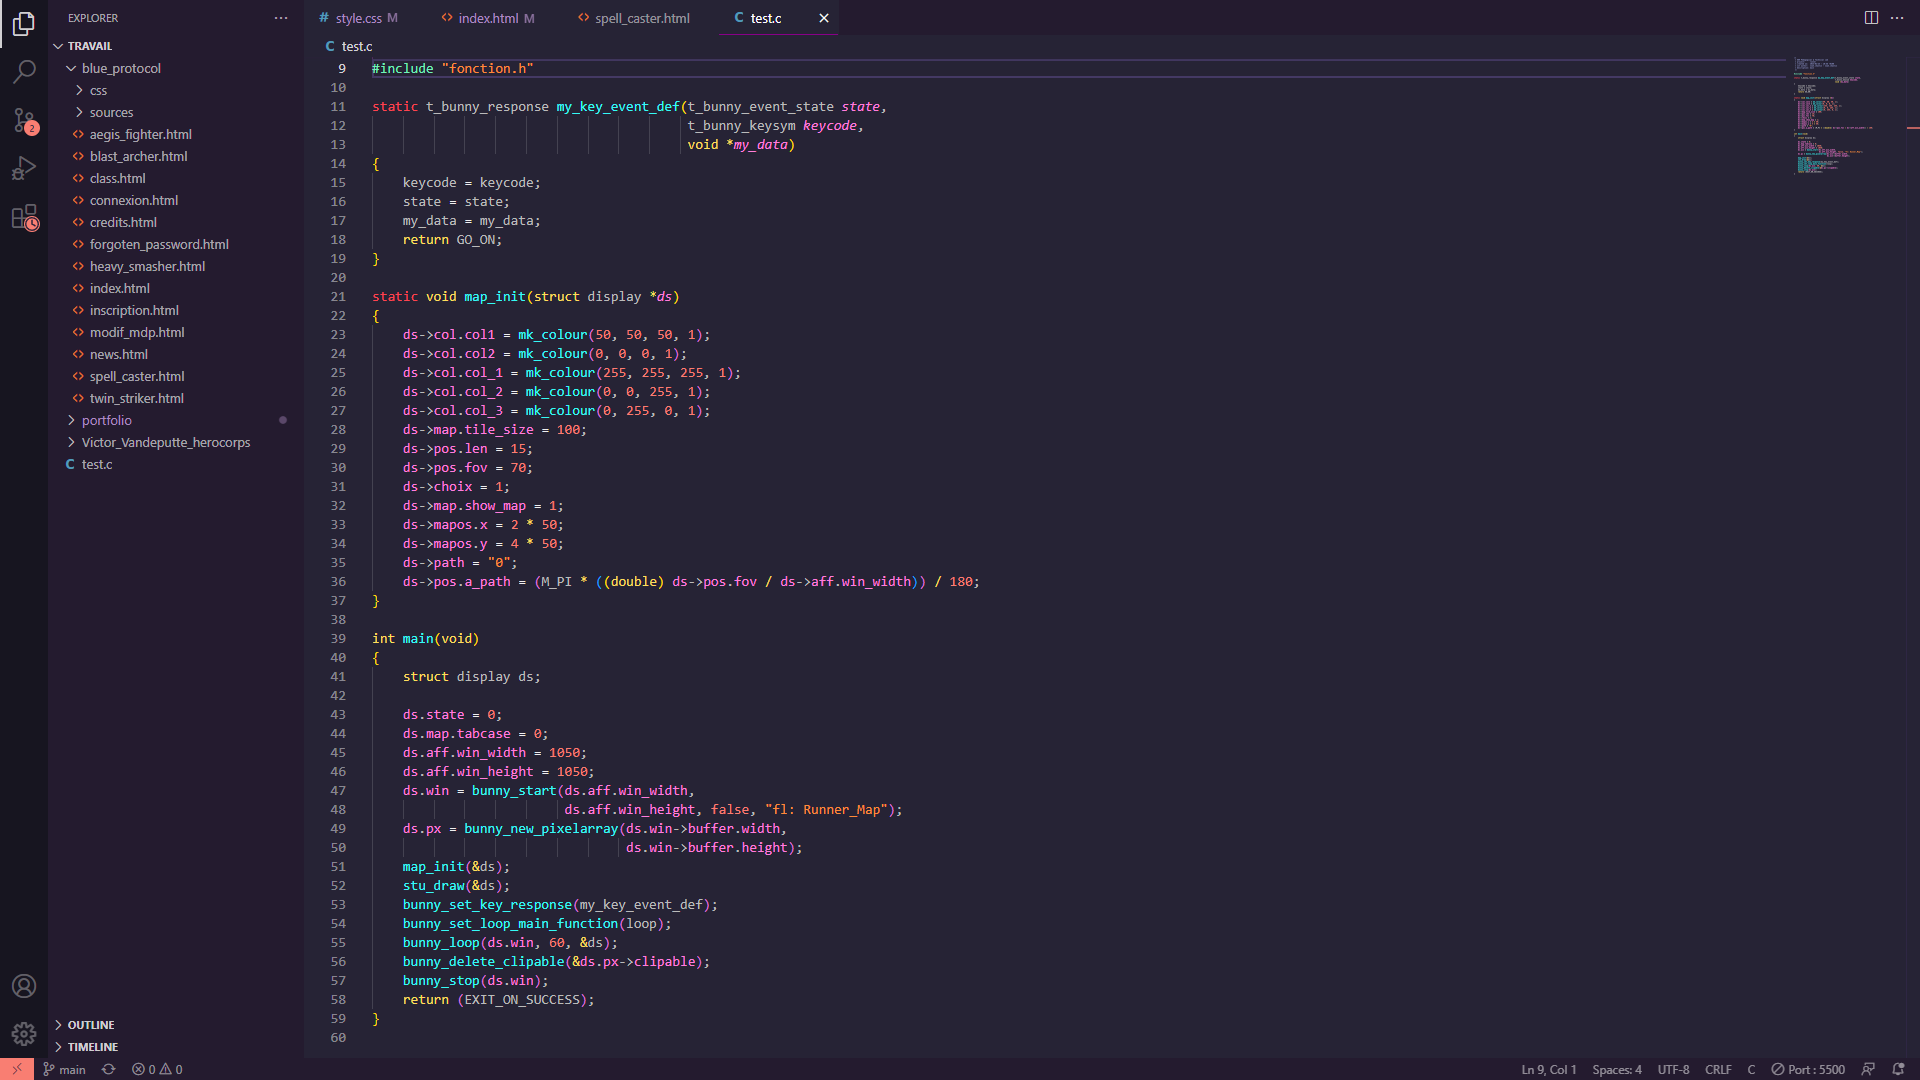 EXPLORER
TRAVAIL
blue_protocol
css
sources
aegis_fighter.html
blast_archer.html
class.html
connexion.html
credits.html
forgoten_password.html
heavy_smasher.html
index.html
inscription.html
modif_mdp.html
news.html
spell_caster.html
twin_striker.html
portfolio
Victor_Vandeputte_herocorps
C test.c
OUTLINE
TIMELINE
2
# style.css M
<> index.html M
<> spell_caster.html
C test.c
C test.c
9 #include "fonction.h"
10
11 static t_bunny_response my_key_event_def(t_bunny_event_state state,
12 t_bunny_keysym keycode,
13 void *my_data)
14 {
15 keycode = keycode;
16 state = state;
17 my_data = my_data;
18 return GO_ON;
19 }
20
21 static void map_init(struct display *ds)
22 {
23 ds->col.col1 = mk_colour(50, 50, 50, 1);
24 ds->col.col2 = mk_colour(0, 0, 0, 1);
25 ds->col.col_1 = mk_colour(255, 255, 255, 1);
26 ds->col.col_2 = mk_colour(0, 0, 255, 1);
27 ds->col.col_3 = mk_colour(0, 255, 0, 1);
28 ds->map.tile_size = 100;
29 ds->pos.len = 15;
30 ds->pos.fov = 70;
31 ds->choix = 1;
32 ds->map.show_map = 1;
33 ds->mapos.x = 2 * 50;
34 ds->mapos.y = 4 * 50;
35 ds->path = "0";
36 ds->pos.a_path = (M_PI * ((double) ds->pos.fov / ds->aff.win_width)) / 180;
37 }
38
39 int main(void)
40 {
41 struct display ds;
42
43 ds.state = 0;
44 ds.map.tabcase = 0;
45 ds.aff.win_width = 1050;
46 ds.aff.win_height = 1050;
47 ds.win = bunny_start(ds.aff.win_width,
48 ds.aff.win_height, false, "fl: Runner_Map");
49 ds.px = bunny_new_pixelarray(ds.win->buffer.width,
50 ds.win->buffer.height);
51 map_init(&ds);
52 stu_draw(&ds);
53 bunny_set_key_response(my_key_event_def);
54 bunny_set_loop_main_function(loop);
55 bunny_loop(ds.win, 60, &ds);
56 bunny_delete_clipable(&ds.px->clipable);
57 bunny_stop(ds.win);
58 return (EXIT_ON_SUCCESS);
59 }
60
main 0 0 Ln 9, Col 1 Spaces: 4 UTF-8 CRLF C Port : 5500